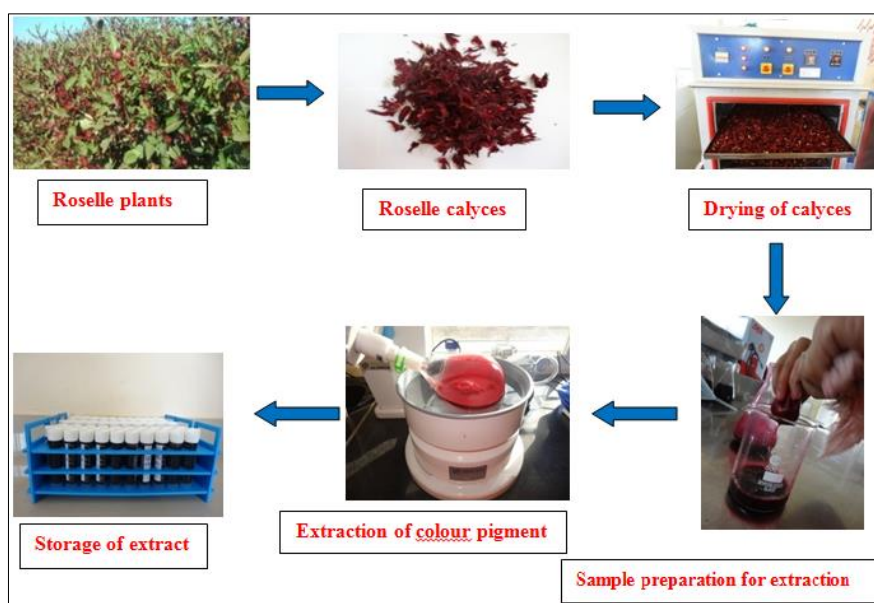 Roselle plants
Roselle calyces
Drying of calyces
Sample preparation for extraction
Extraction of colour pigment
Storage of extract